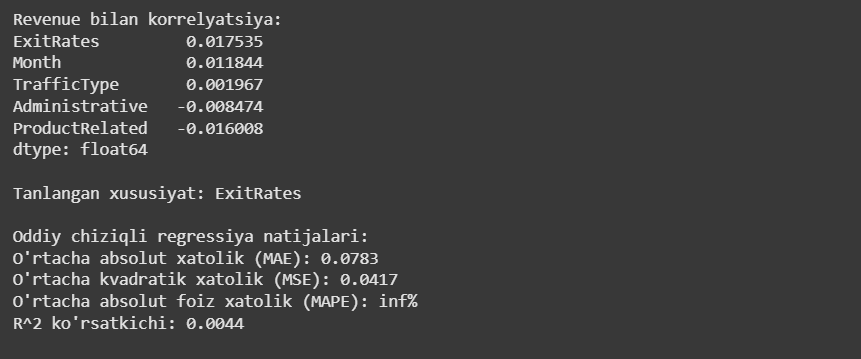 Revenue bilan korrelyatsiya:
ExitRates 0.017535
Month 0.011844
TrafficType 0.001967
Administrative -0.008474
ProductRelated -0.016008
dtype: float64
Tanlangan xususiyat: ExitRates
Oddiy chiziqli regressiya natijalari:
O'rtacha absolut xatolik (MAE): 0.0783
O'rtacha kvadratik xatolik (MSE): 0.0417
O'rtacha absolut foiz xatolik (MAPE): inf%
R^2 ko'rsatkichi: 0.0044